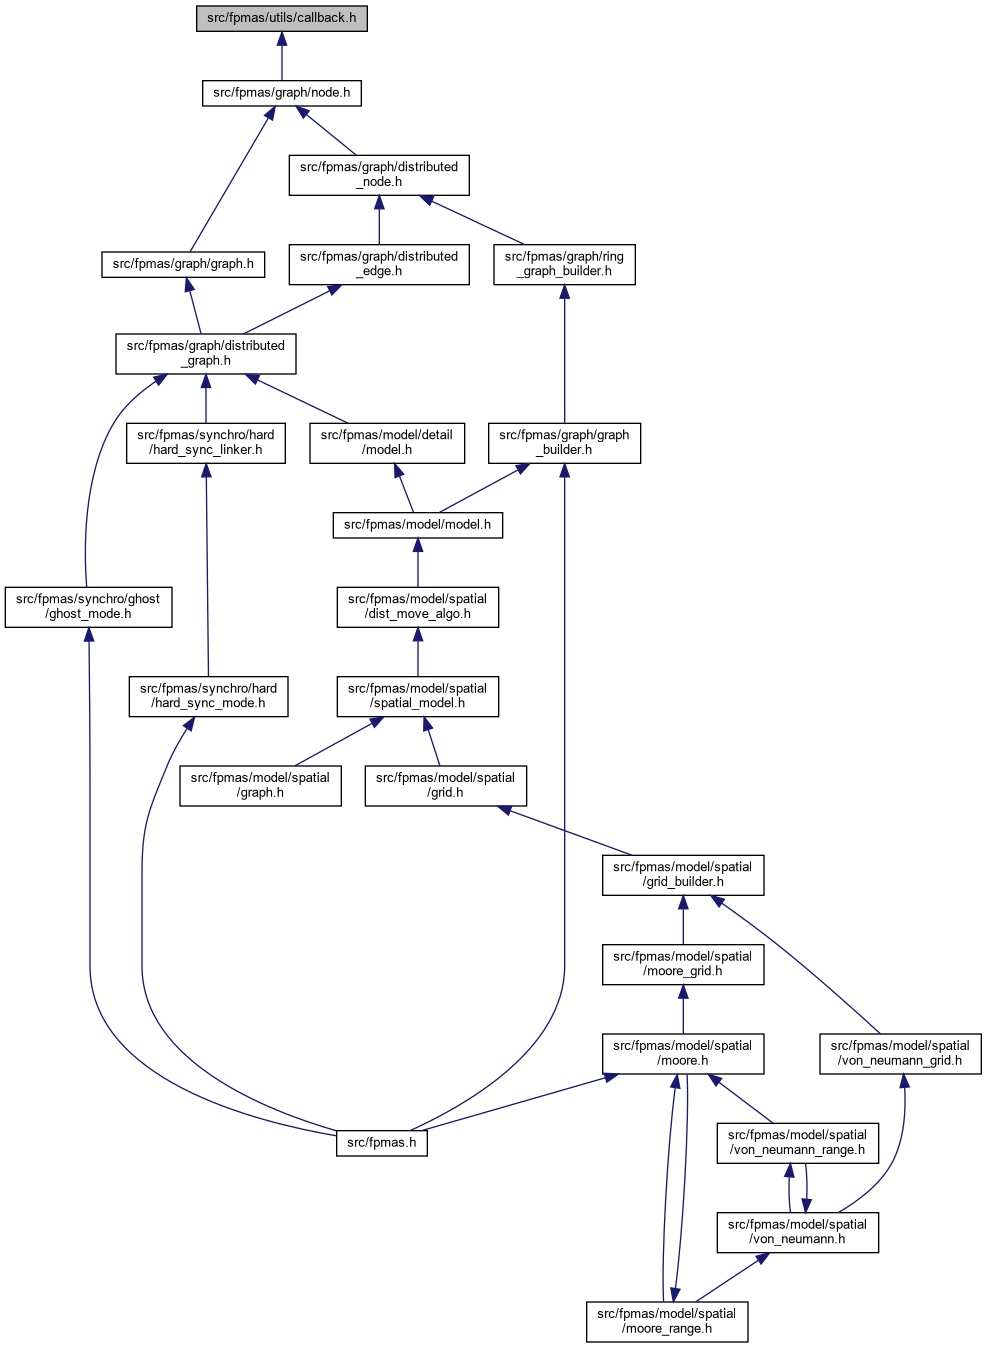 src/fpmas/utils/callback.h
src/fpmas/graph/node.h
src/fpmas/graph/distributed
_node.h
src/fpmas/graph/graph.h
src/fpmas/graph/distributed
_edge.h
src/fpmas/graph/ring
_graph_builder.h
src/fpmas/graph/distributed
_graph.h
src/fpmas/synchro/hard
/hard_sync_linker.h
src/fpmas/model/detail
/model.h
src/fpmas/graph/graph
_builder.h
src/fpmas/model/model.h
src/fpmas/synchro/ghost
/ghost_mode.h
src/fpmas/model/spatial
/dist_move_algo.h
src/fpmas/synchro/hard
/hard_sync_mode.h
src/fpmas/model/spatial
/spatial_model.h
src/fpmas/model/spatial
/graph.h
src/fpmas/model/spatial
/grid.h
src/fpmas/model/spatial
/grid_builder.h
src/fpmas/model/spatial
/moore_grid.h
src/fpmas/model/spatial
/moore.h
src/fpmas/model/spatial
/von_neumann_grid.h
src/fpmas.h
src/fpmas/model/spatial
/von_neumann_range.h
src/fpmas/model/spatial
/von_neumann.h
src/fpmas/model/spatial
/moore_range.h